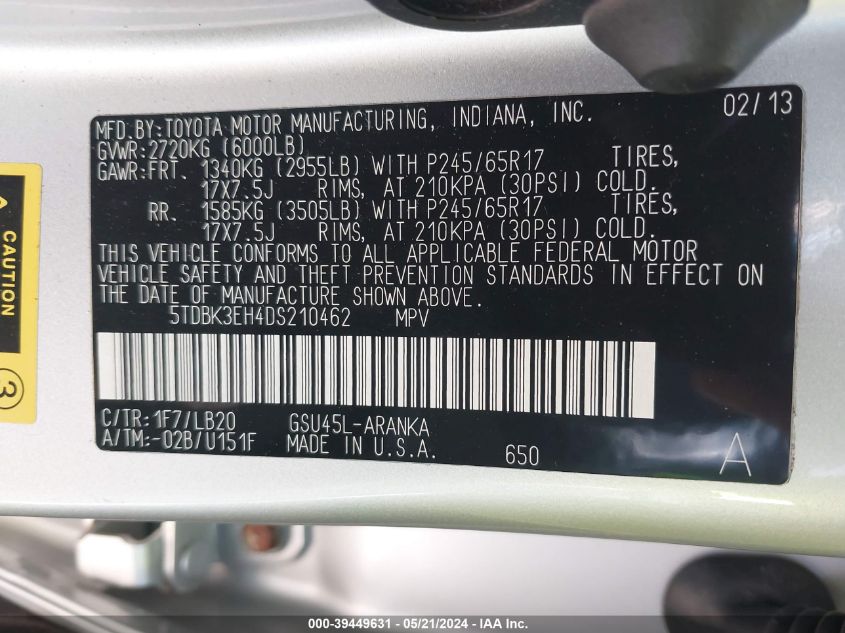 MFD.BY:TOYOTA MOTOR MANUFACTURING, INDIANA, INC. 02/13
GVWR:2720KG (6000LB)
GAWR:FRT. 1340KG (2955LB) WITH P245/65R17 TIRES,
17X7.5J RIMS, AT 210KPA (30PSI) COLD.
RR. 1585KG (3505LB) WITH P245/65R17 TIRES,
17X7.5J RIMS, AT 210KPA (30PSI) COLD.
THIS VEHICLE CONFORMS TO ALL APPLICABLE FEDERAL MOTOR
VEHICLE SAFETY AND THEFT PREVENTION STANDARDS IN EFFECT ON
THE DATE OF MANUFACTURE SHOWN ABOVE.
5TDBK3EH4DS210462 MPV
C/TR:1F7/LB20 GSU45L-ARANKA
A/TM:-02B/U151F MADE IN U.S.A. 650 A
CAUTION
3
000-39449631 - 05/21/2024 - IAA Inc.